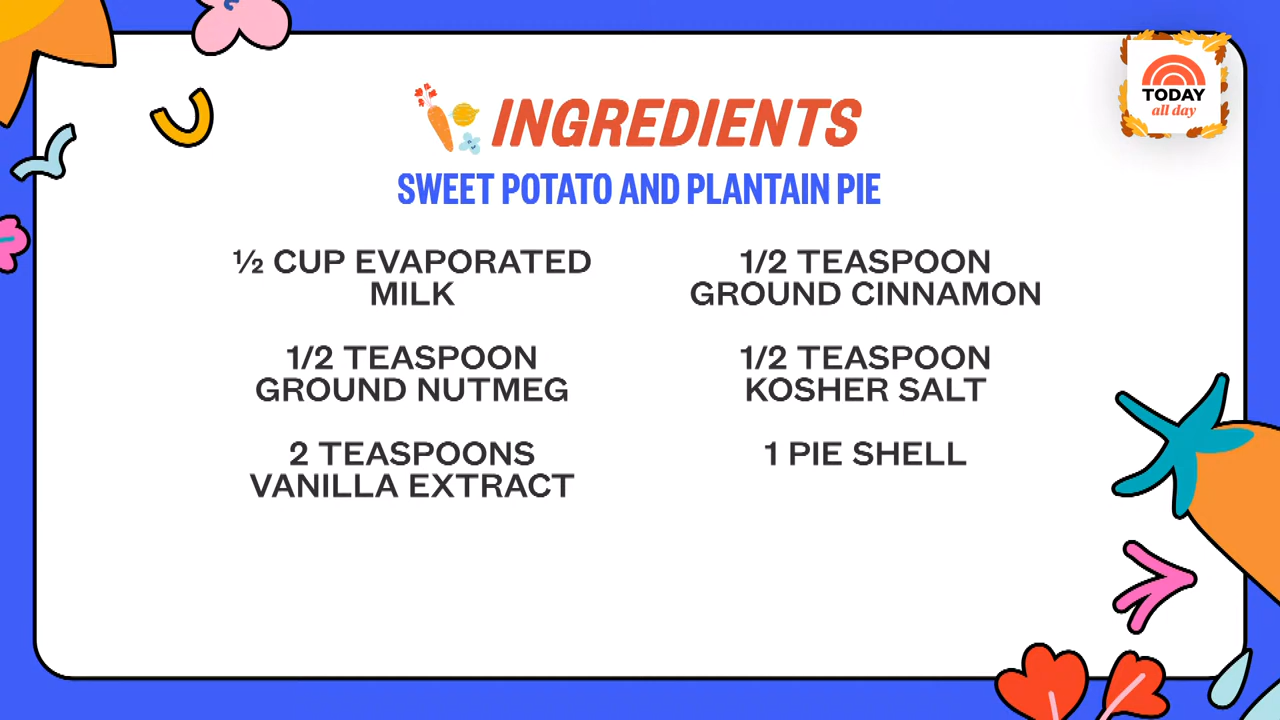 TODAY
all day
INGREDIENTS
SWEET POTATO AND PLANTAIN PIE
½ CUP EVAPORATED
MILK
1/2 TEASPOON
GROUND NUTMEG
2 TEASPOONS
VANILLA EXTRACT
1/2 TEASPOON
GROUND CINNAMON
1/2 TEASPOON
KOSHER SALT
1 PIE SHELL